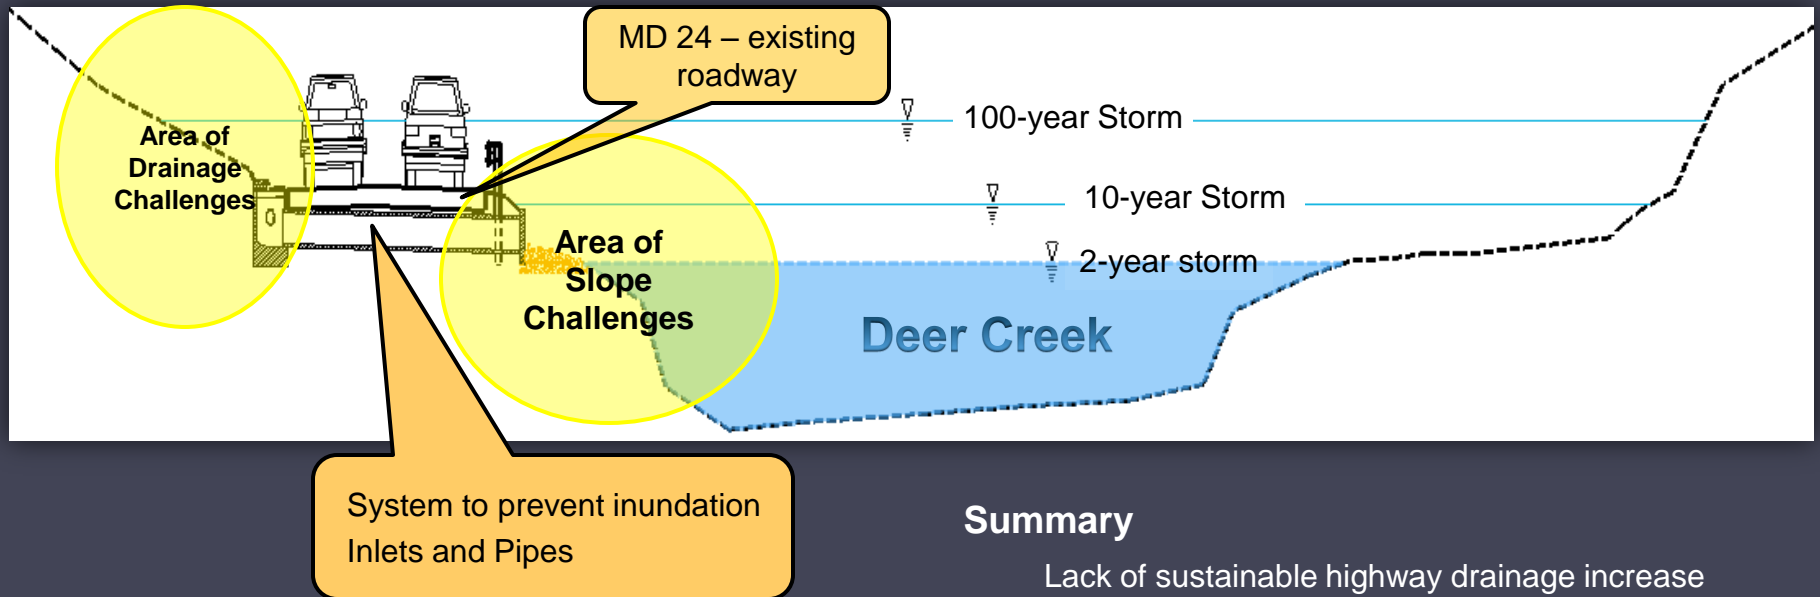 MD 24 – existing
roadway
100-year Storm
Area of
Drainage
Challenges
10-year Storm
Area of
Slope
Challenges
2-year storm
Deer Creek
System to prevent inundation
Inlets and Pipes
Summary
Lack of sustainable highway drainage increase